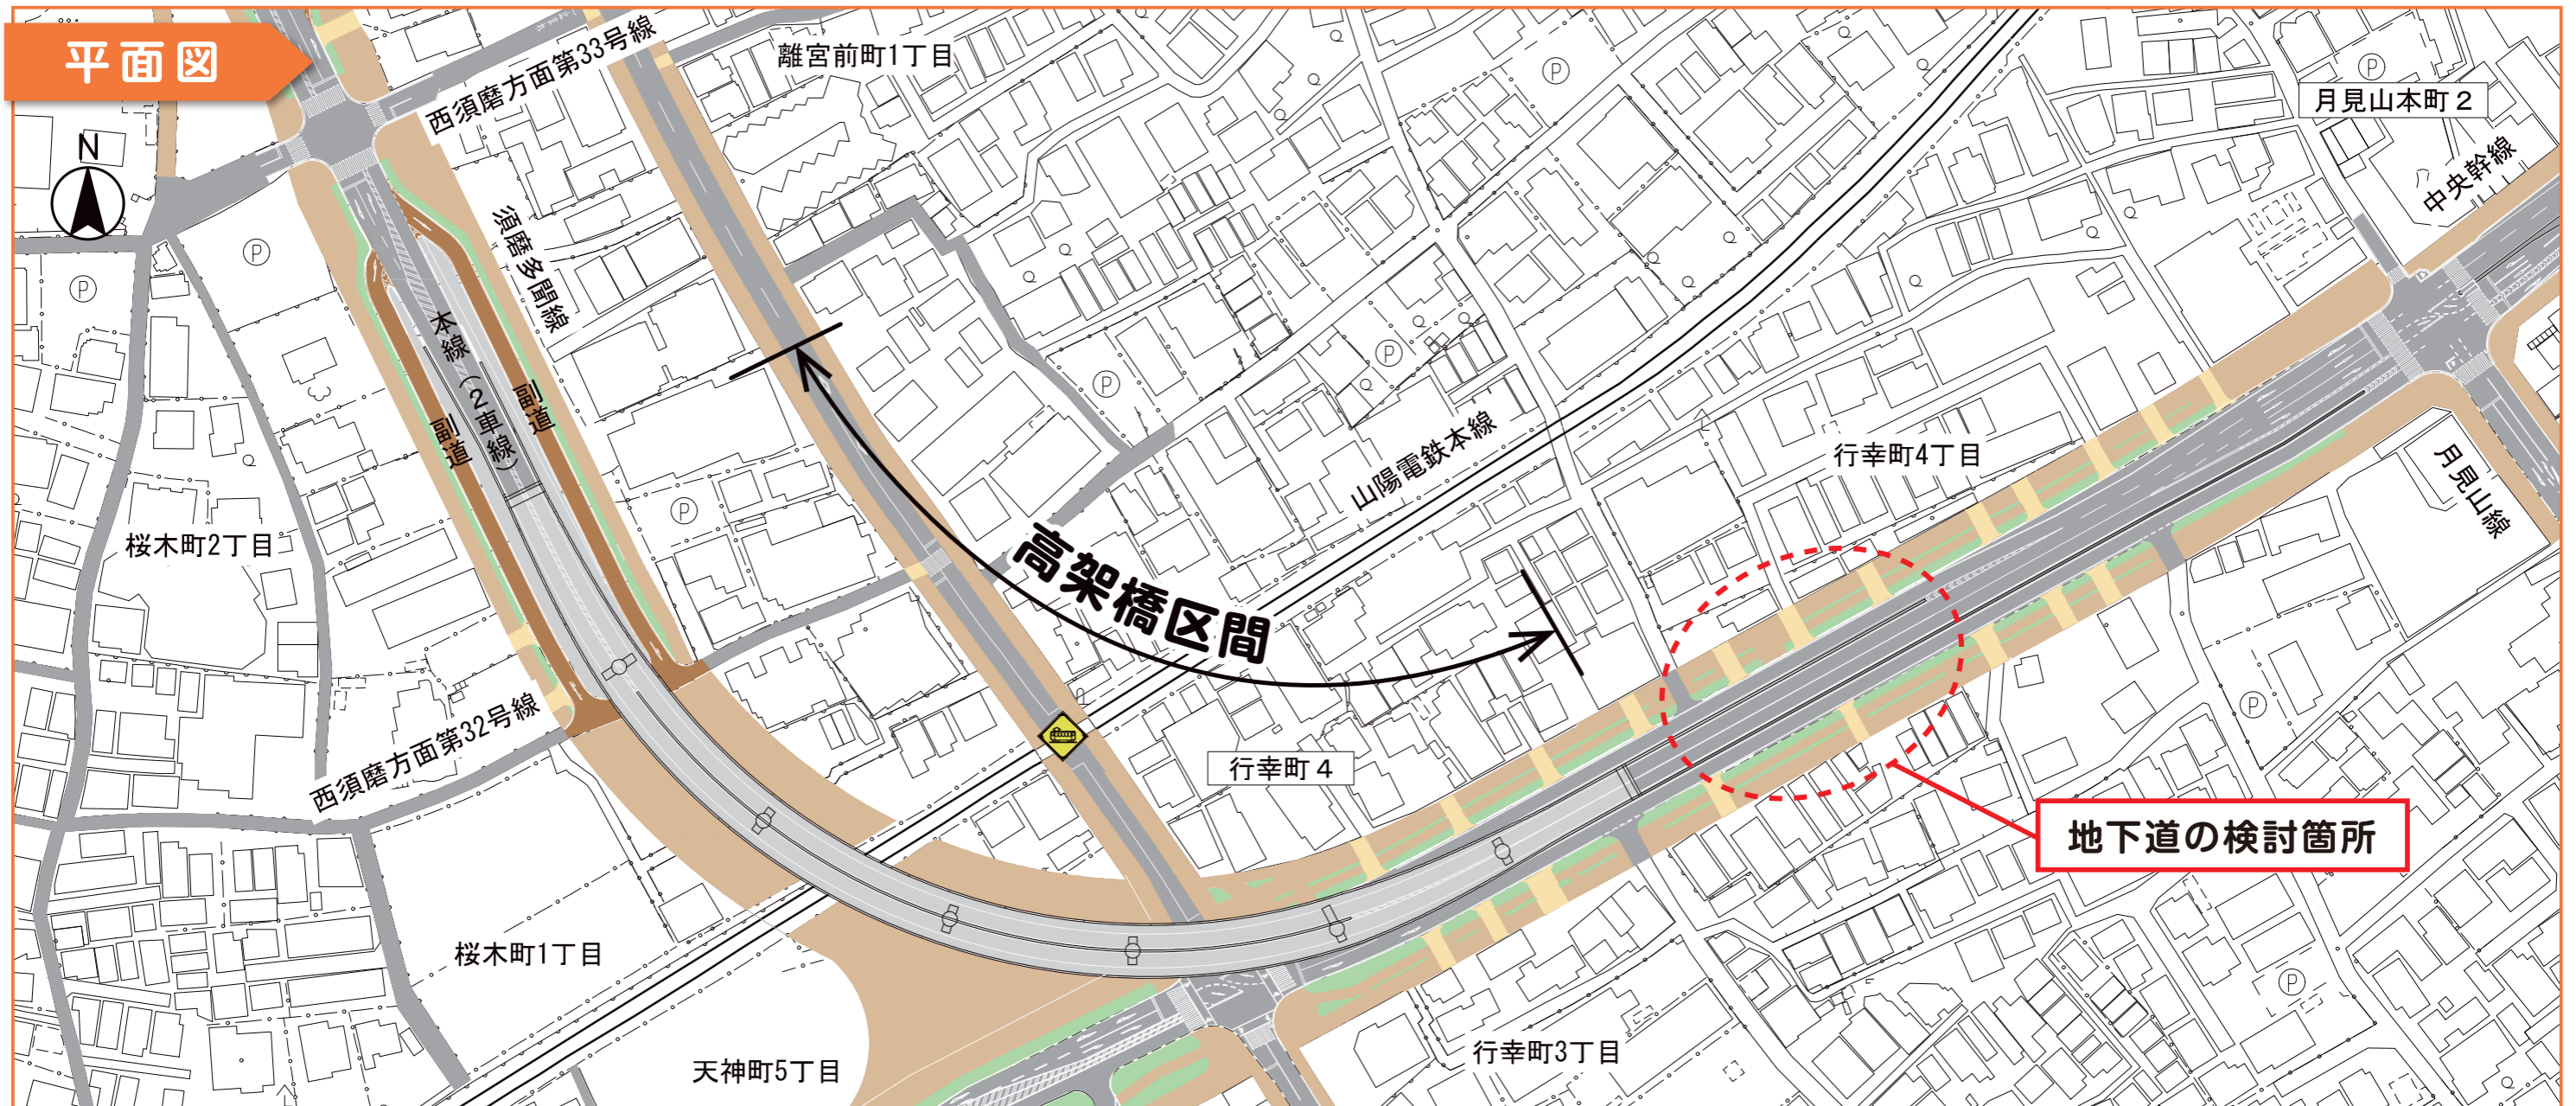 平面図
N
西須磨方面第33号線
離宮前町1丁目
Ⓟ
Ⓟ
月見山本町2
中央幹線
須磨多聞線
Ⓟ
Ⓟ
本線(2車線)
副道
副道
Ⓟ
Ⓟ
山陽電鉄本線
行幸町4丁目
月見山線
Ⓟ
桜木町2丁目
高架橋区間
西須磨方面第32号線
行幸町4
Ⓟ
地下道の検討箇所
桜木町1丁目
Ⓟ
天神町5丁目
行幸町3丁目